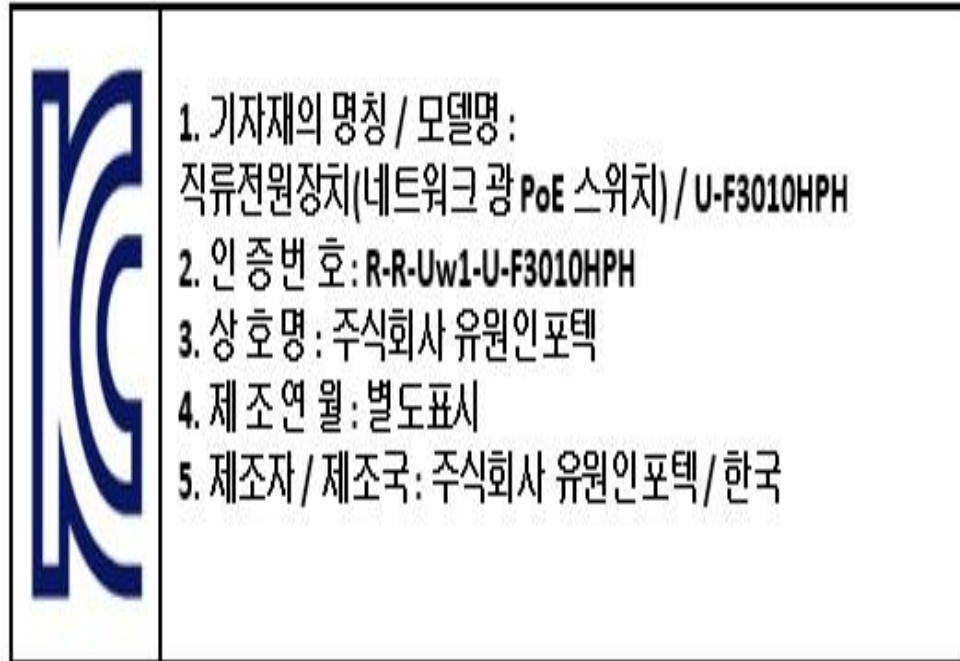 1. 기자재의 명칭 / 모델명 :
직류전원장치(네트워크 광 PoE 스위치) / U-F3010HPH
2. 인 증 번 호 : R-R-Uw1-U-F3010HPH
3. 상 호 명 : 주식회사 유원인포텍
4. 제 조 연 월 : 별도표시
5. 제조자 / 제조국 : 주식회사 유원인포텍 / 한국